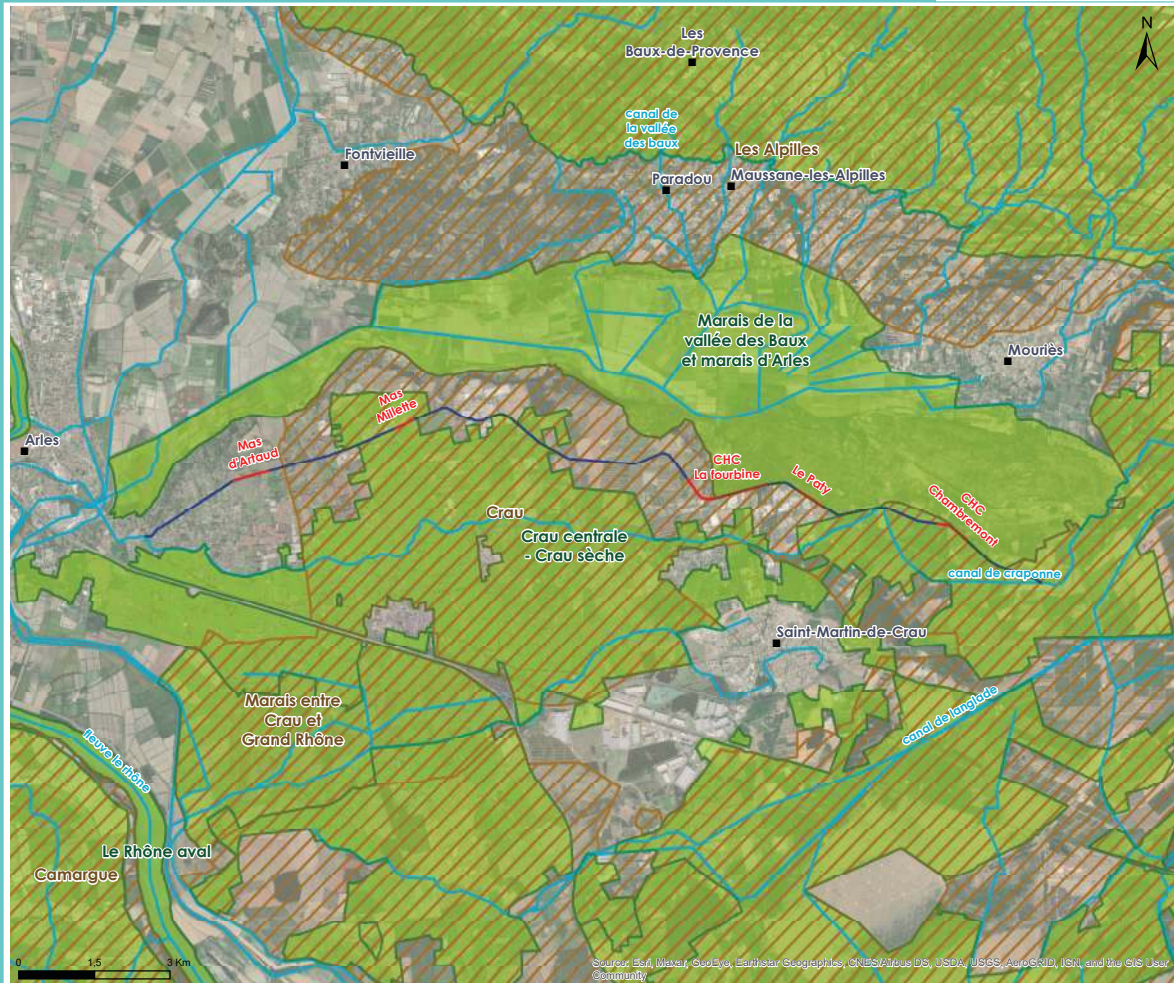 N
Les
Baux-de-Provence
canal de
la vallée
des baux
Fontvieille
Les Alpilles
Paradou
Maussane-les-Alpilles
Marais de la
vallée des Baux
et marais d'Arles
Mouriès
Mas
Millette
Arles
Mas
d'Artaud
CHC
La fourbine
Le Paty
CHC
Chambremont
Crau
Crau centrale
- Crau sèche
canal de craponne
Saint-Martin-de-Crau
Marais entre
Crau et
Grand Rhône
canal de langlade
fleuve le rhône
Le Rhône aval
Camargue
0 1,5 3 Km
Source: Esri, Maxar, GeoEye, Earthstar Geographics, CNES/Airbus DS, USDA, USGS, AeroGRID, IGN, and the GIS User
Community